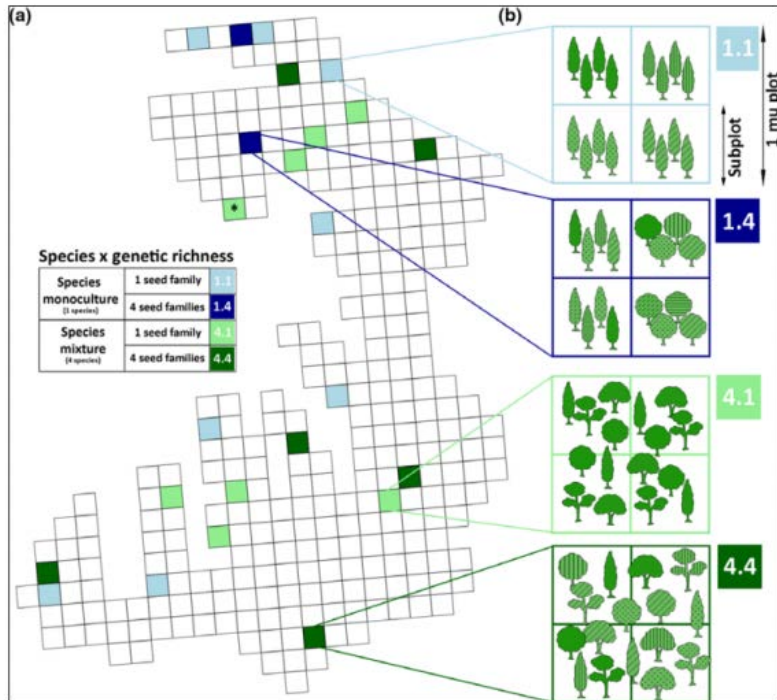 (a)
(b)
1.1
Subplot
1 mu plot
1.4
*
Species x genetic richness
Species monoculture (1 species)
1 seed family 1.1
4 seed families 1.4
Species mixture (4 species)
1 seed family 4.1
4 seed families 4.4
4.1
4.4